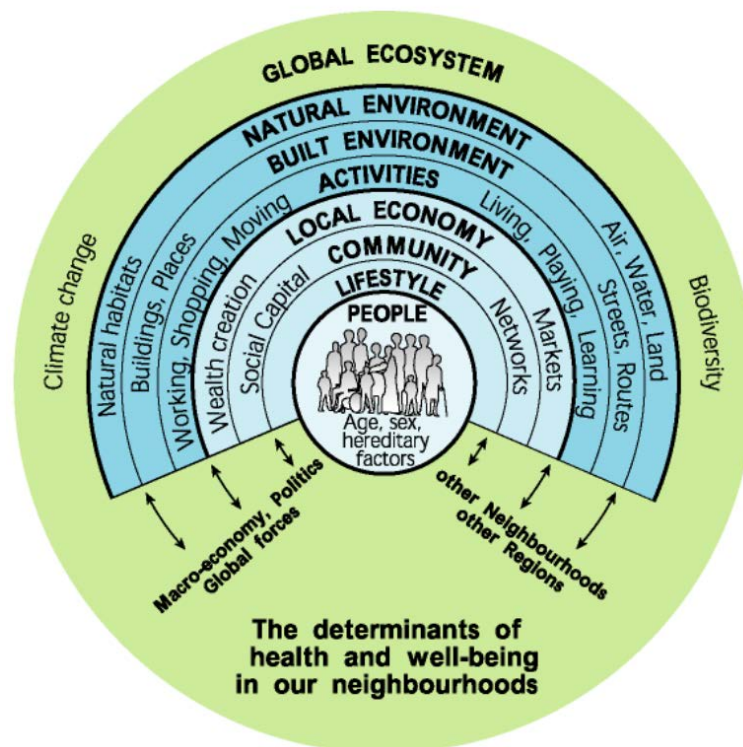 GLOBAL ECOSYSTEM
NATURAL ENVIRONMENT
BUILT ENVIRONMENT
ACTIVITIES
LOCAL ECONOMY
COMMUNITY
LIFESTYLE
PEOPLE
Age, sex,
hereditary
factors
Climate change
Natural habitats
Buildings, Places
Working, Shopping, Moving
Wealth creation
Social Capital
Networks
Markets
Living, Playing, Learning
Streets, Routes
Air, Water, Land
Biodiversity
Macro-economy, Politics
Global forces
other Neighbourhoods
other Regions
The determinants of
health and well-being
in our neighbourhoods